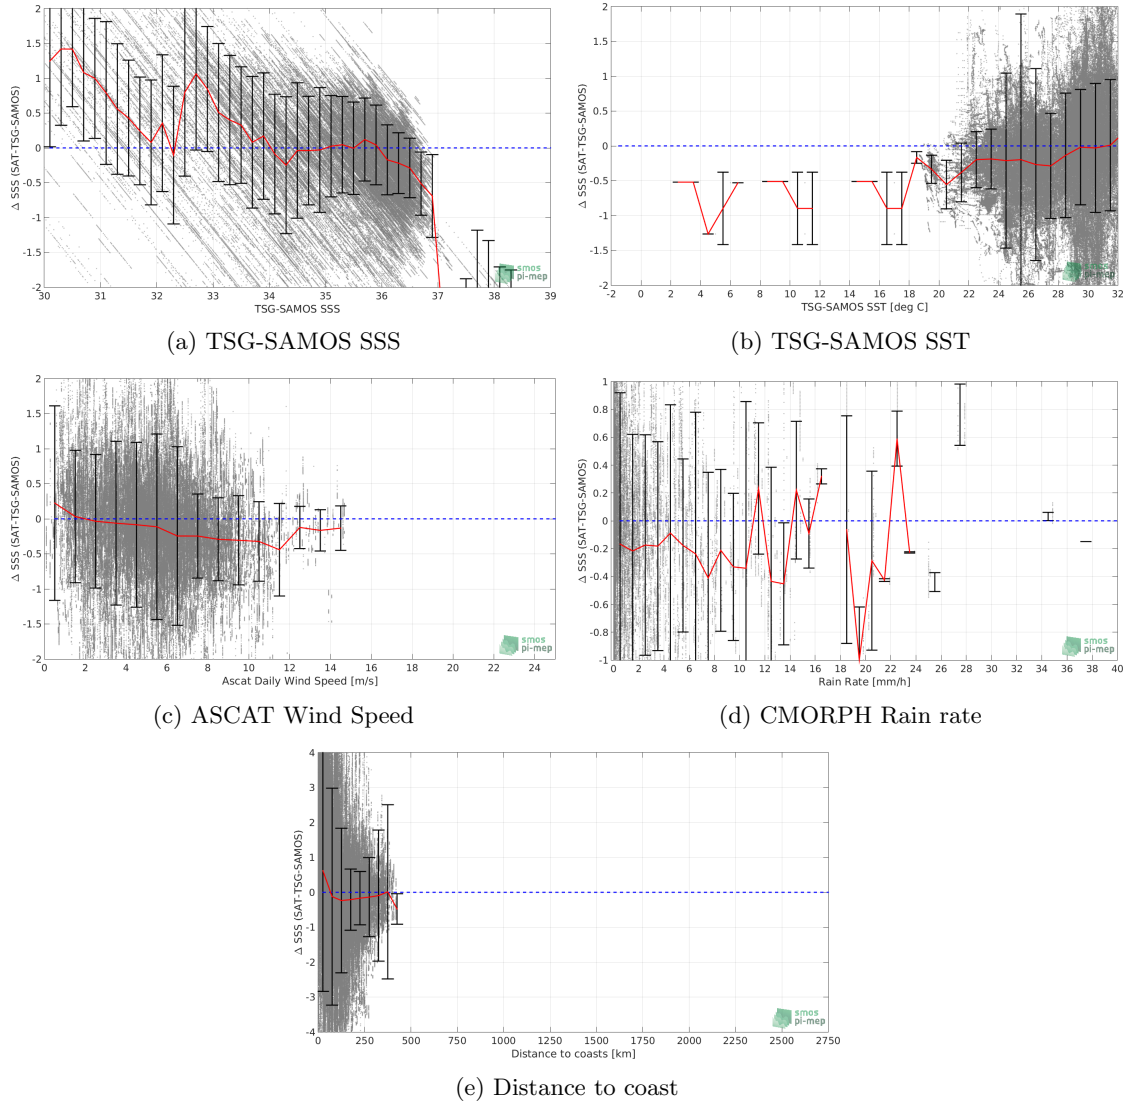 2
1.5
1
0.5
0
-0.5
-1
-1.5
-2
Δ SSS (SAT-TSG-SAMOS)
30 31 32 33 34 35 36 37 38 39
TSG-SAMOS SSS
smos
pi-mep
(a) TSG-SAMOS SSS
2
1.5
1
0.5
0
-0.5
-1
-1.5
-2
Δ SSS (SAT-TSG-SAMOS)
-2 0 2 4 6 8 10 12 14 16 18 20 22 24 26 28 30 32
TSG-SAMOS SST [deg C]
smos
pi-mep
(b) TSG-SAMOS SST
2
1.5
1
0.5
0
-0.5
-1
-1.5
-2
Δ SSS (SAT-TSG-SAMOS)
0 2 4 6 8 10 12 14 16 18 20 22 24
Ascat Daily Wind Speed [m/s]
smos
pi-mep
(c) ASCAT Wind Speed
1
0.8
0.6
0.4
0.2
0
-0.2
-0.4
-0.6
-0.8
-1
Δ SSS (SAT-TSG-SAMOS)
0 2 4 6 8 10 12 14 16 18 20 22 24 26 28 30 32 34 36 38 40
Rain Rate [mm/h]
smos
pi-mep
(d) CMORPH Rain rate
4
3
2
1
0
-1
-2
-3
-4
Δ SSS (SAT-TSG-SAMOS)
0 250 500 750 1000 1250 1500 1750 2000 2250 2500 2750
Distance to coasts [km]
smos
pi-mep
(e) Distance to coast